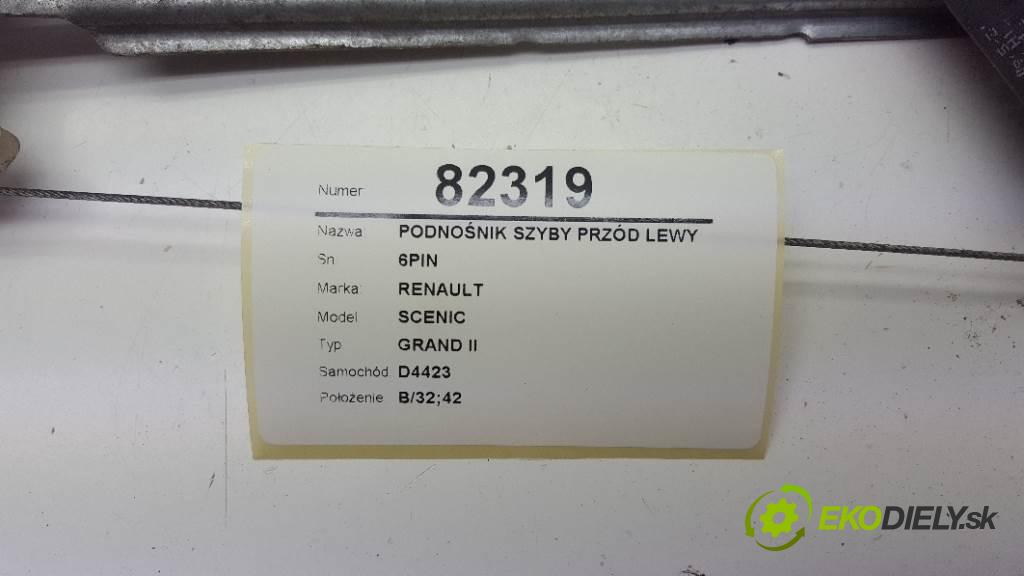 Numer 82319
Nazwa: PODNOŚNIK SZYBY PRZÓD LEWY
Sn 6PIN
Marka: RENAULT
Model SCENIC
Typ GRAND II
Samochód D4423
Położenie B/32;42
EKODIELY.sk